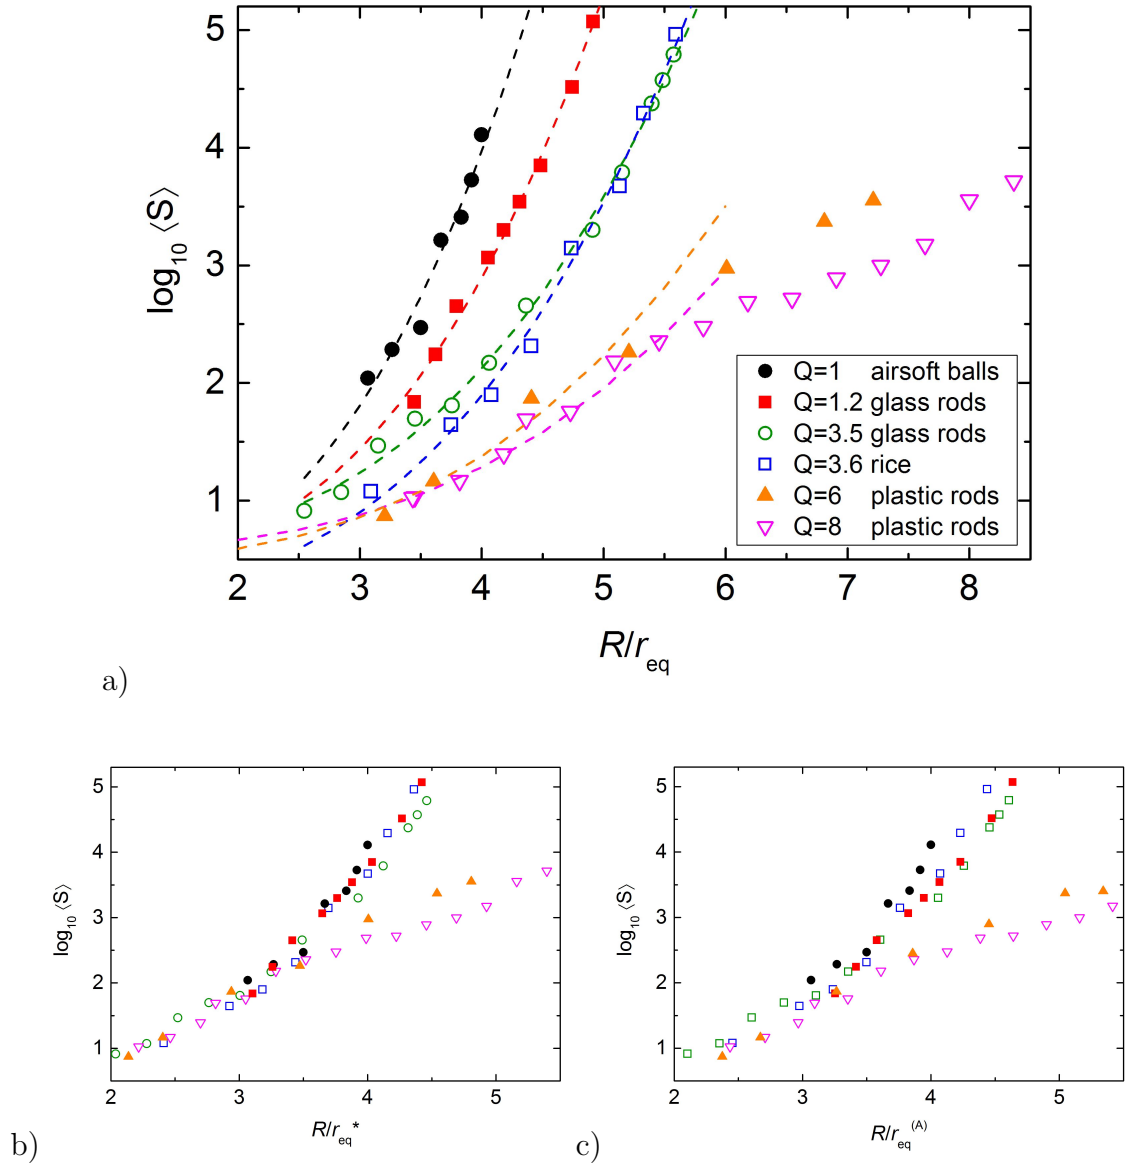 5
4
3
2
1
log10 ⟨S⟩
Q=1 airsoft balls
Q=1.2 glass rods
Q=3.5 glass rods
Q=3.6 rice
Q=6 plastic rods
Q=8 plastic rods
2 3 4 5 6 7 8
R/req
a)
5
4
3
2
1
log10 ⟨S⟩
2 3 4 5
R/req*
b)
5
4
3
2
1
log10 ⟨S⟩
2 3 4 5
R/req(A)
c)